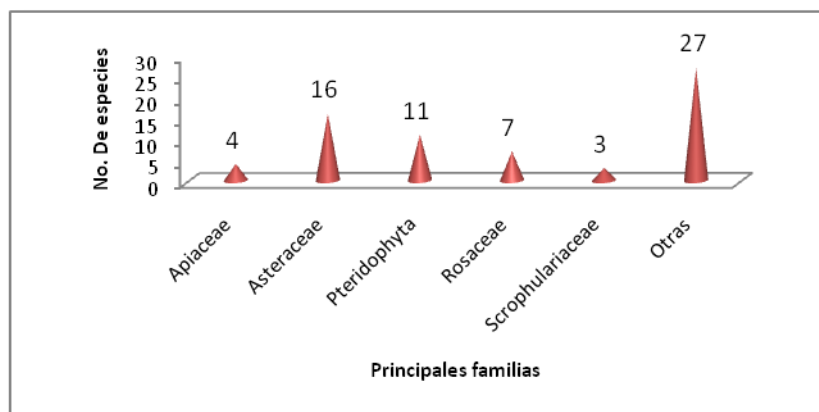 No. De especies
30
25
20
15
10
5
0
4
16
11
7
3
27
Apiaceae
Asteraceae
Pteridophyta
Rosaceae
Scrophulariaceae
Otras
Principales familias